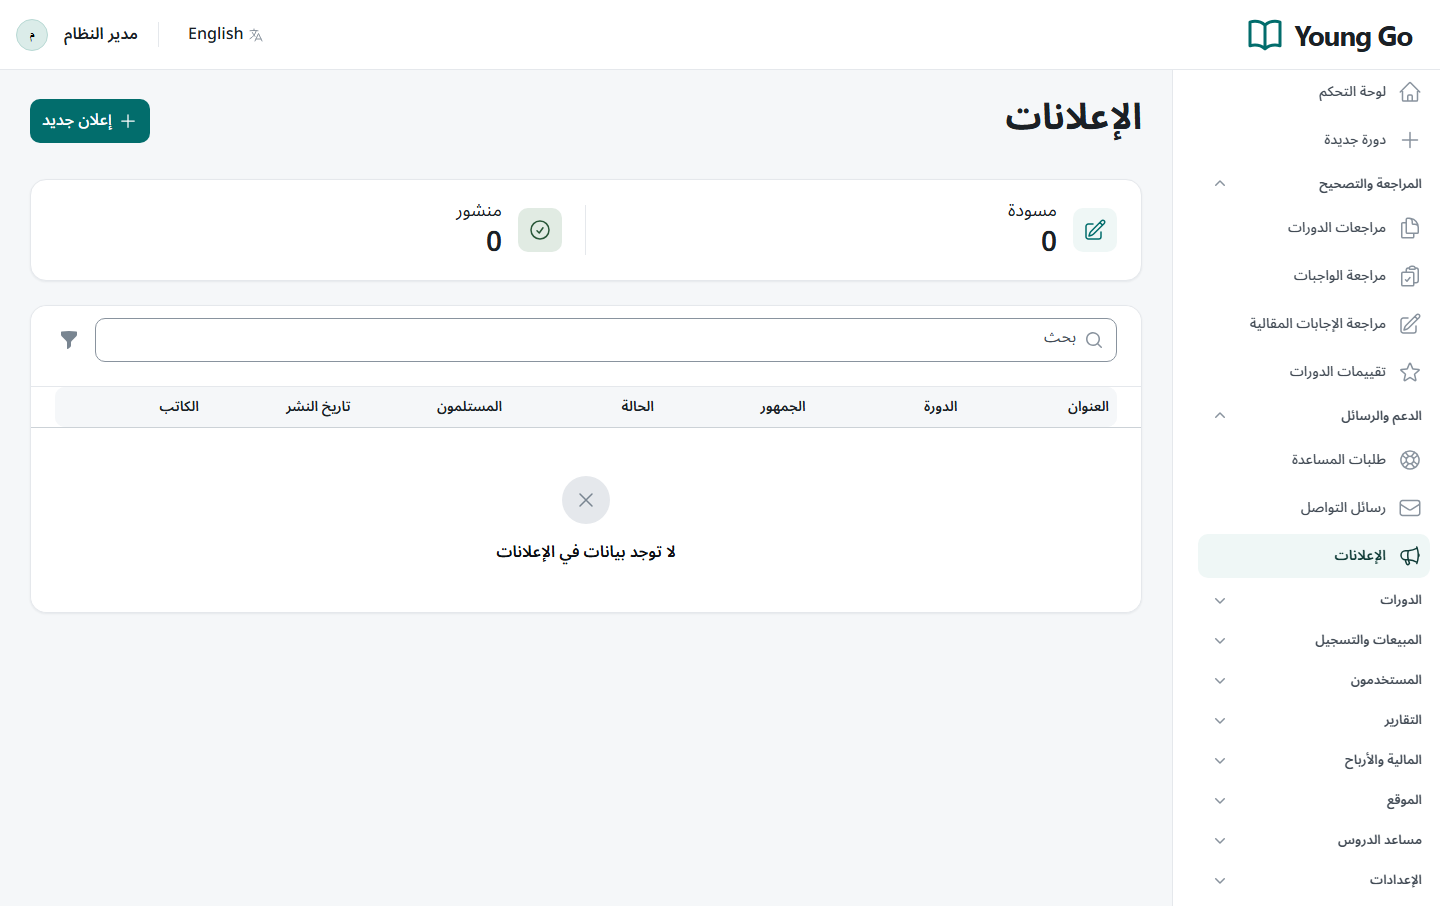 Young Go
English
مدير النظام
م
لوحة التحكم
دورة جديدة
المراجعة والتصحيح
مراجعات الدورات
مراجعة الواجبات
مراجعة الإجابات المقالية
تقييمات الدورات
الدعم والرسائل
طلبات المساعدة
رسائل التواصل
الإعلانات
الدورات
المبيعات والتسجيل
المستخدمون
التقارير
المالية والأرباح
الموقع
مساعد الدروس
الإعدادات
الإعلانات
إعلان جديد
مسودة
0
منشور
0
بحث
العنوان الدورة الجمهور الحالة المستلمون تاريخ النشر الكاتب
لا توجد بيانات في الإعلانات